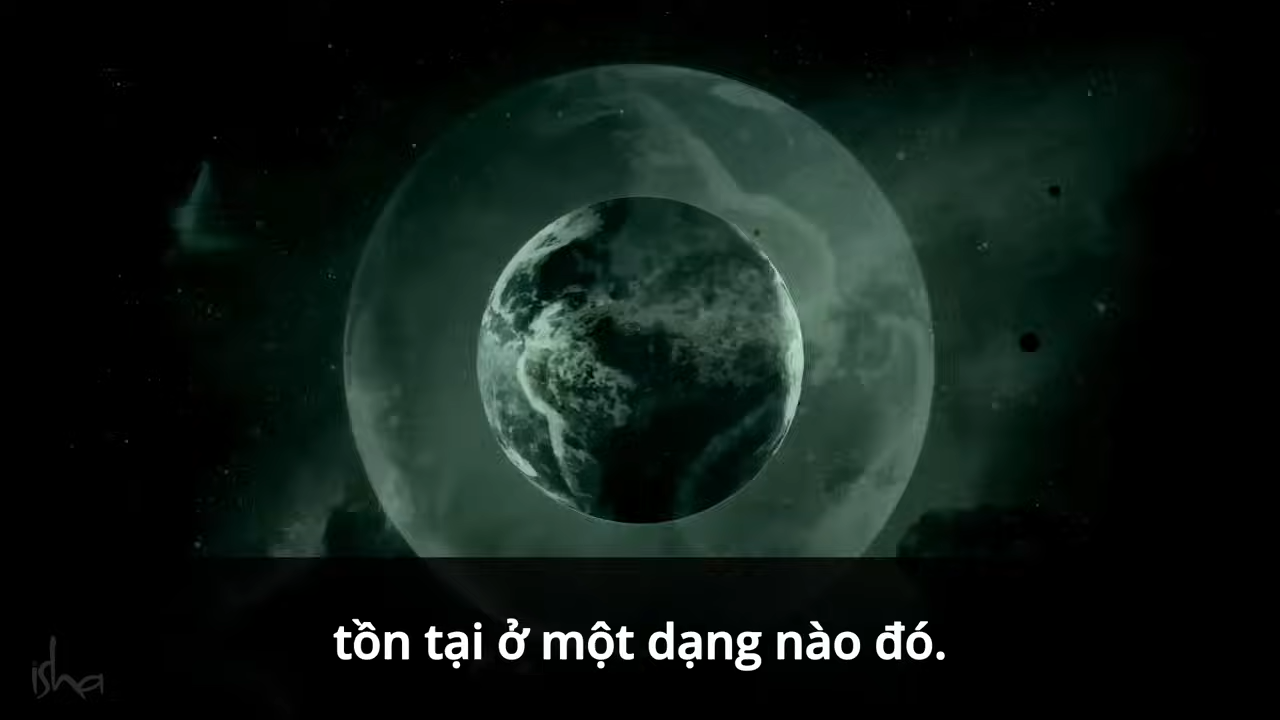 tồn tại ở một dạng nào đó.
isha